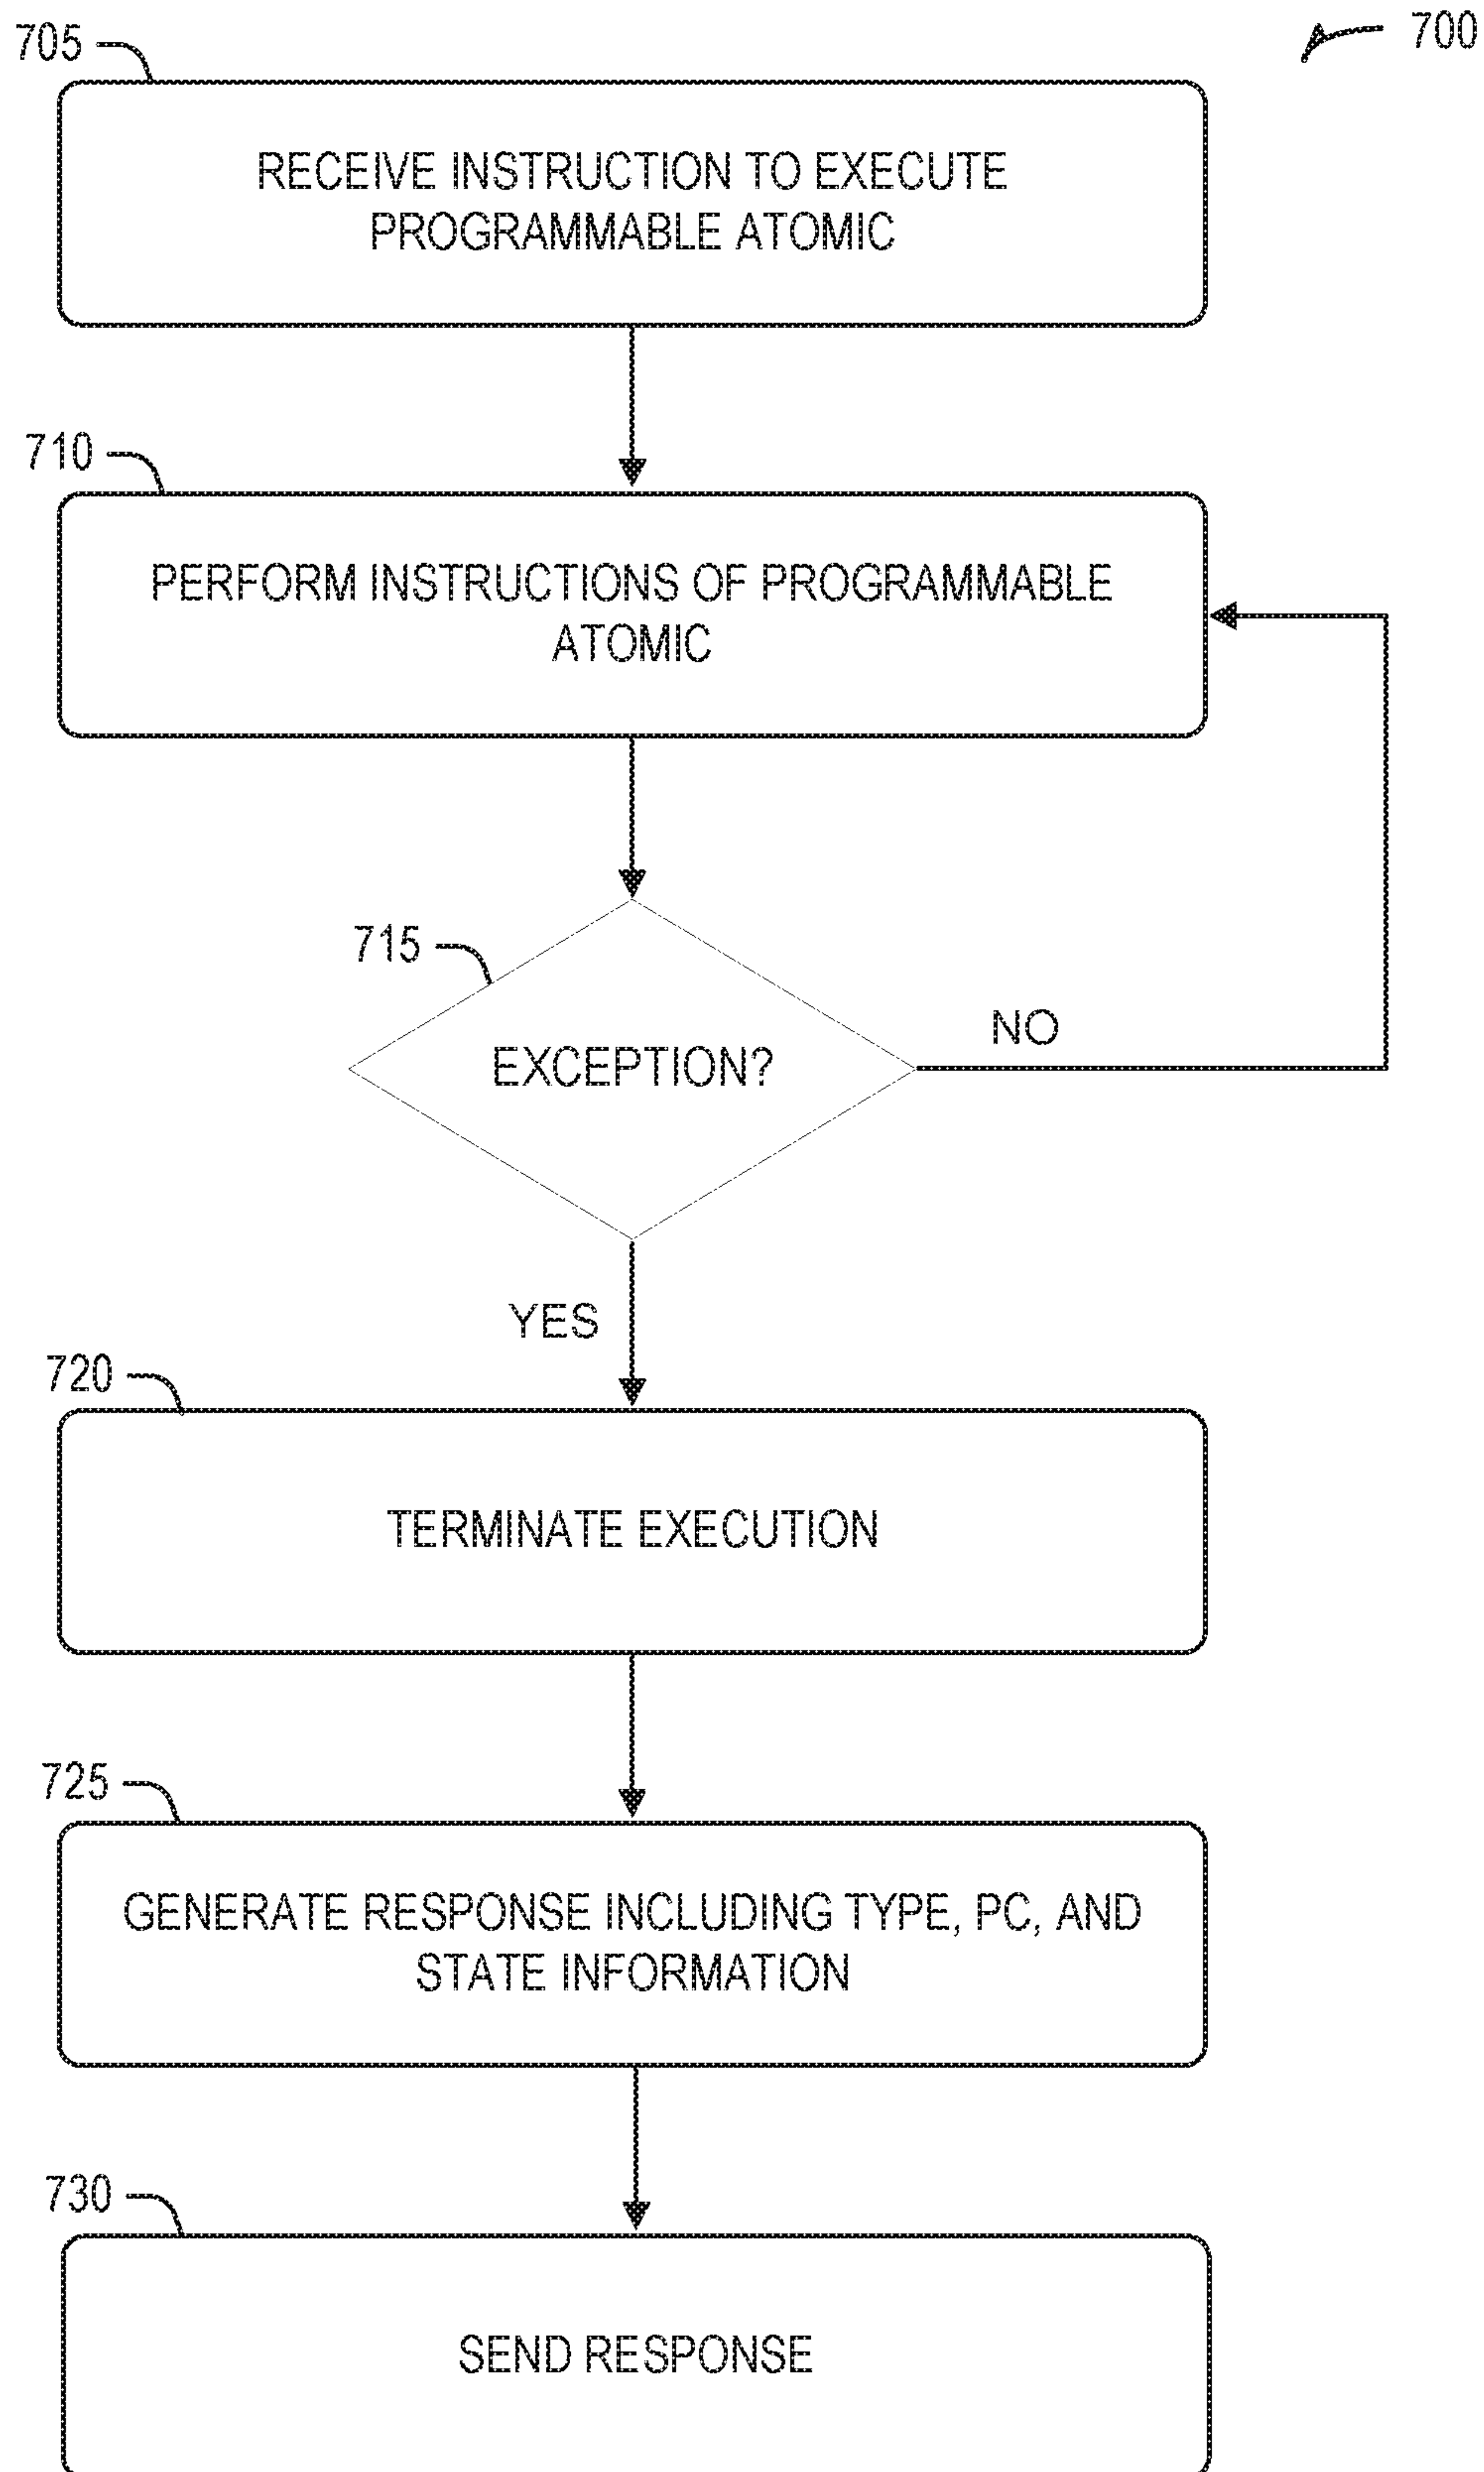 700
705
RECEIVE INSTRUCTION TO EXECUTE
PROGRAMMABLE ATOMIC
710
PERFORM INSTRUCTIONS OF PROGRAMMABLE
ATOMIC
715
EXCEPTION?
NO
YES
720
TERMINATE EXECUTION
725
GENERATE RESPONSE INCLUDING TYPE, PC, AND
STATE INFORMATION
730
SEND RESPONSE